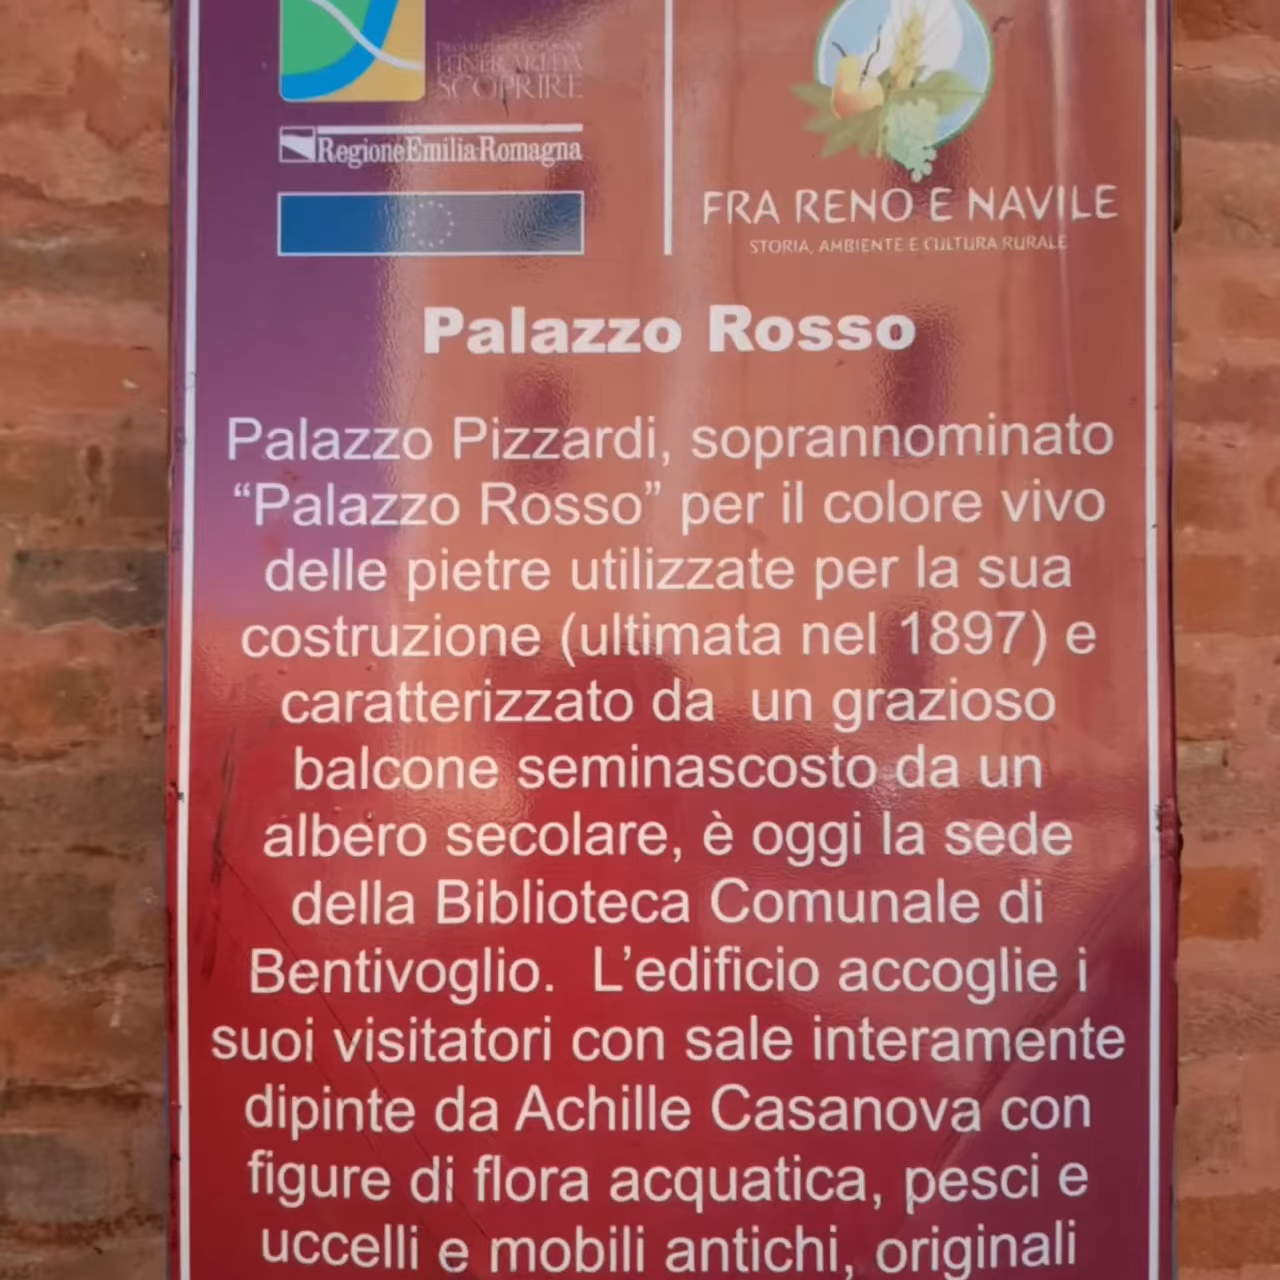 ITINERARI DA
SCOPRIRE
RegioneEmilia-Romagna
FRA RENO E NAVILE
STORIA, AMBIENTE E CULTURA RURALE
Palazzo Rosso
Palazzo Pizzardi, soprannominato
“Palazzo Rosso” per il colore vivo
delle pietre utilizzate per la sua
costruzione (ultimata nel 1897) e
caratterizzato da  un grazioso
balcone seminascosto da un
albero secolare, è oggi la sede
della Biblioteca Comunale di
Bentivoglio.  L’edificio accoglie i
suoi visitatori con sale interamente
dipinte da Achille Casanova con
figure di flora acquatica, pesci e
uccelli e mobili antichi, originali